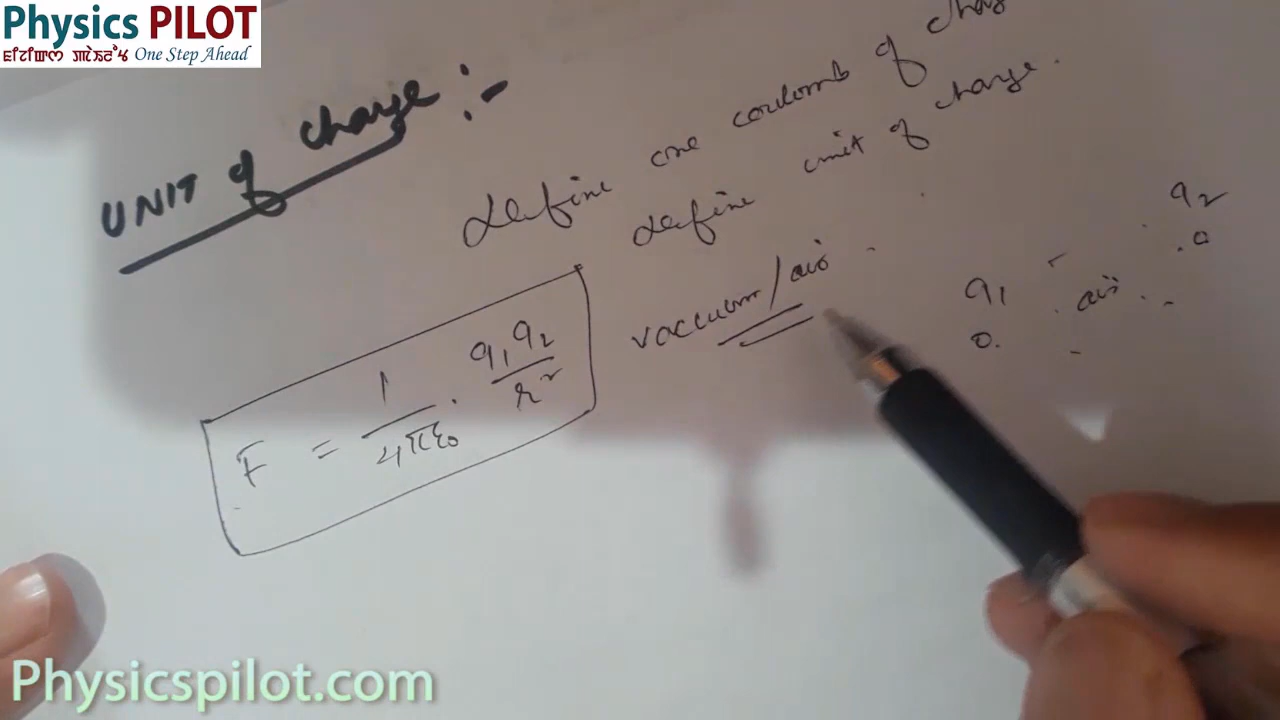 Physics PILOT
One Step Ahead
UNIT of charge :-
define one coulomb of
define unit of charge.
vaccum/air
F = 1/4πε₀ . q₁q₂/r²
q₁ air q₂
Physicspilot.com